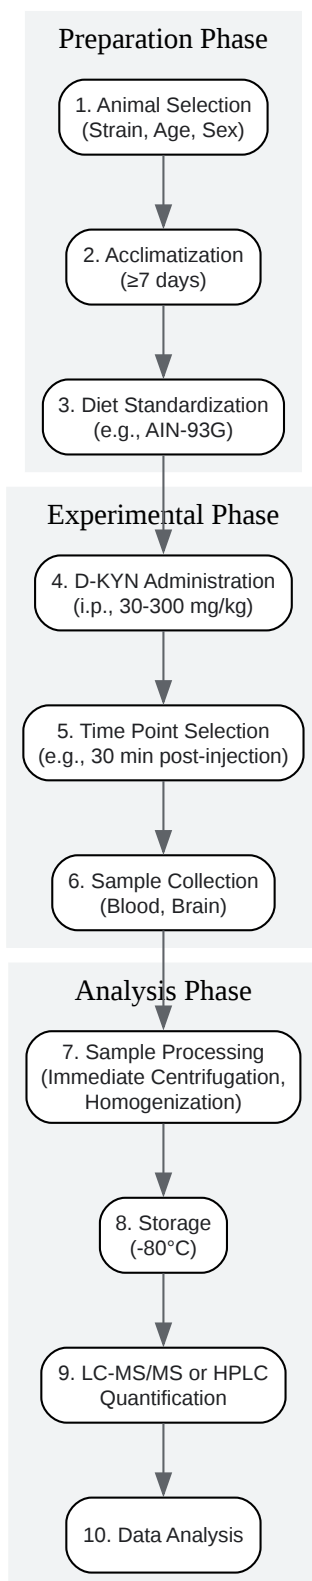 Preparation Phase
1. Animal Selection
(Strain, Age, Sex)
2. Acclimatization
(≥7 days)
3. Diet Standardization
(e.g., AIN-93G)
Experimental Phase
4. D-KYN Administration
(i.p., 30-300 mg/kg)
5. Time Point Selection
(e.g., 30 min post-injection)
6. Sample Collection
(Blood, Brain)
Analysis Phase
7. Sample Processing
(Immediate Centrifugation,
Homogenization)
8. Storage
(-80°C)
9. LC-MS/MS or HPLC
Quantification
10. Data Analysis